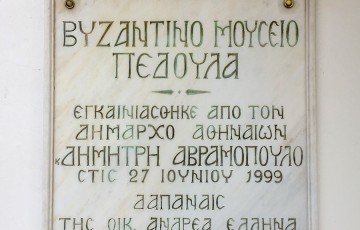 ΒΥΖΑΝΤΙΝΟ ΜΟΥΣΕΙΟ
ΠΕΔΟΥΛΑ
ΕΓΚΑΙΝΙΑΣΘΗΚΕ ΑΠΟ ΤΟΝ
ΔΗΜΑΡΧΟ ΑΘΗΝΑΙΩΝ
κ ΔΗΜΗΤΡΗ ΑΒΡΑΜΟΠΟΥΛΟ
ΣΤΙΣ 27 ΙΟΥΝΙΟΥ 1999
ΔΑΠΑΝΑΙΣ
ΤΗΣ ΟΙΚ. ΑΝΔΡΕΑ ΕΛΛΗΝΑ